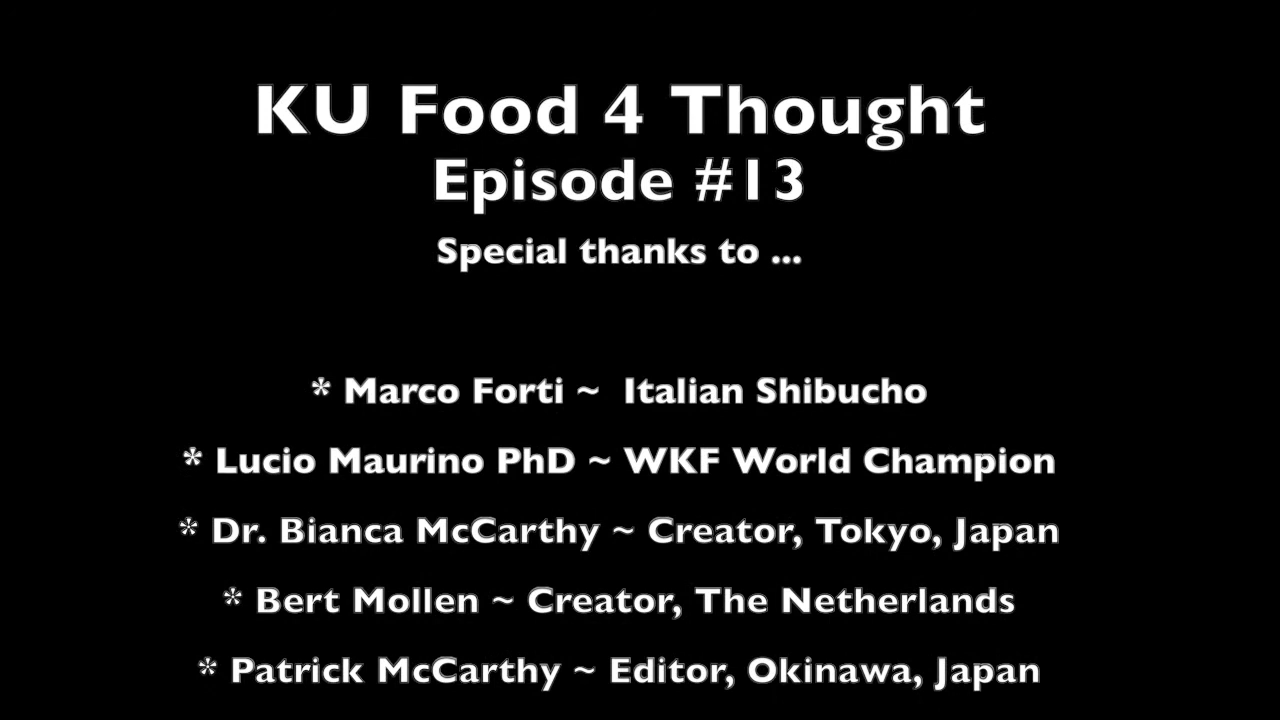 KU Food 4 Thought
Episode #13
Special thanks to ...
* Marco Forti ~  Italian Shibucho
* Lucio Maurino PhD ~ WKF World Champion
* Dr. Bianca McCarthy ~ Creator, Tokyo, Japan
* Bert Mollen ~ Creator, The Netherlands
* Patrick McCarthy ~ Editor, Okinawa, Japan